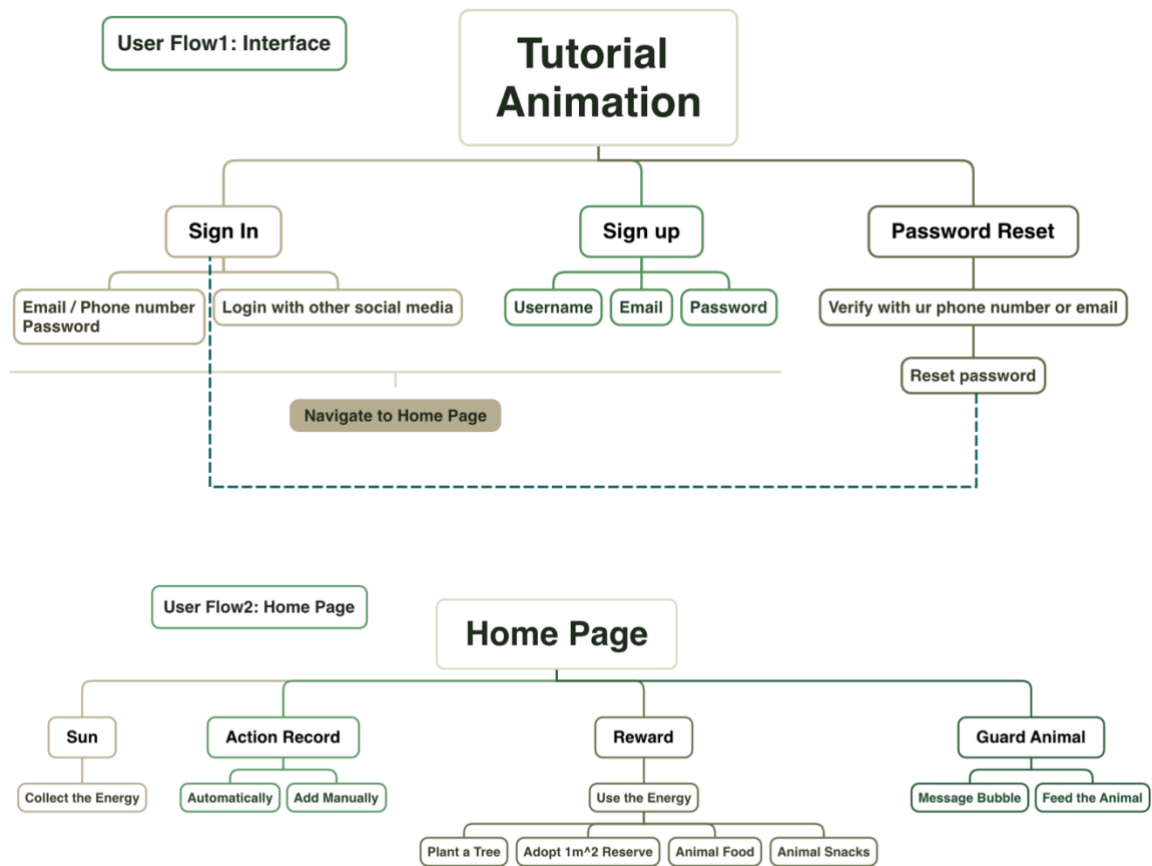 User Flow1: Interface
Tutorial
Animation
Sign In
Sign up
Password Reset
Email / Phone number
Password
Login with other social media
Username
Email
Password
Verify with ur phone number or email
Reset password
Navigate to Home Page
User Flow2: Home Page
Home Page
Sun
Action Record
Reward
Guard Animal
Collect the Energy
Automatically
Add Manually
Use the Energy
Message Bubble
Feed the Animal
Plant a Tree
Adopt 1m^2 Reserve
Animal Food
Animal Snacks